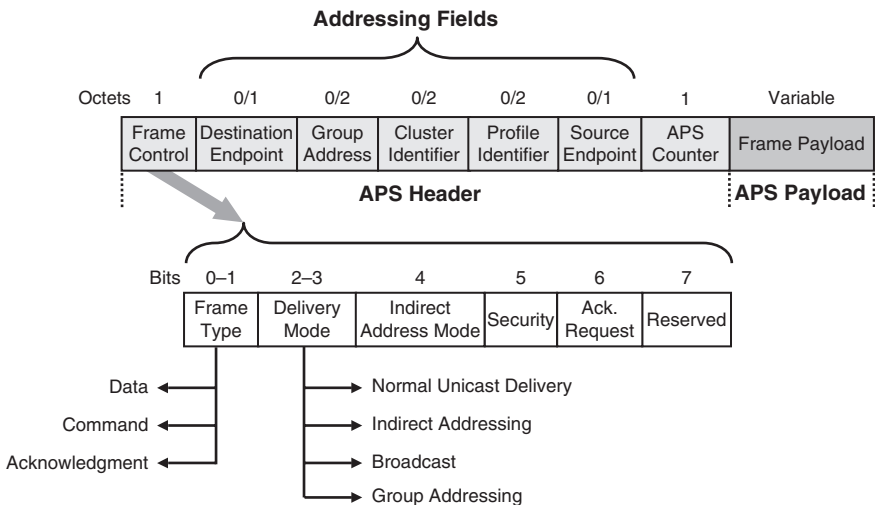 Addressing Fields
Octets 1 0/1 0/2 0/2 0/2 0/1 1 Variable
Frame Control Destination Endpoint Group Address Cluster Identifier Profile Identifier Source Endpoint APS Counter Frame Payload
APS Header APS Payload
Bits 0–1 2–3 4 5 6 7
Frame Type Delivery Mode Indirect Address Mode Security Ack. Request Reserved
Data Normal Unicast Delivery
Command Indirect Addressing
Acknowledgment Broadcast
Group Addressing